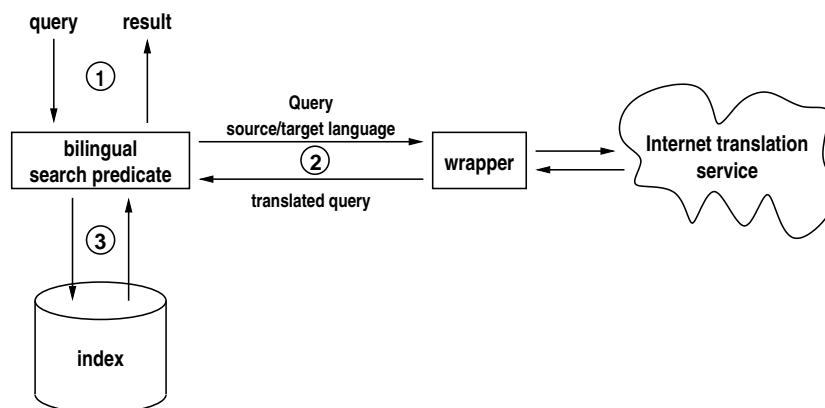 query
result
1
Query
source/target language
2
translated query
bilingual
search predicate
wrapper
Internet translation
service
3
index